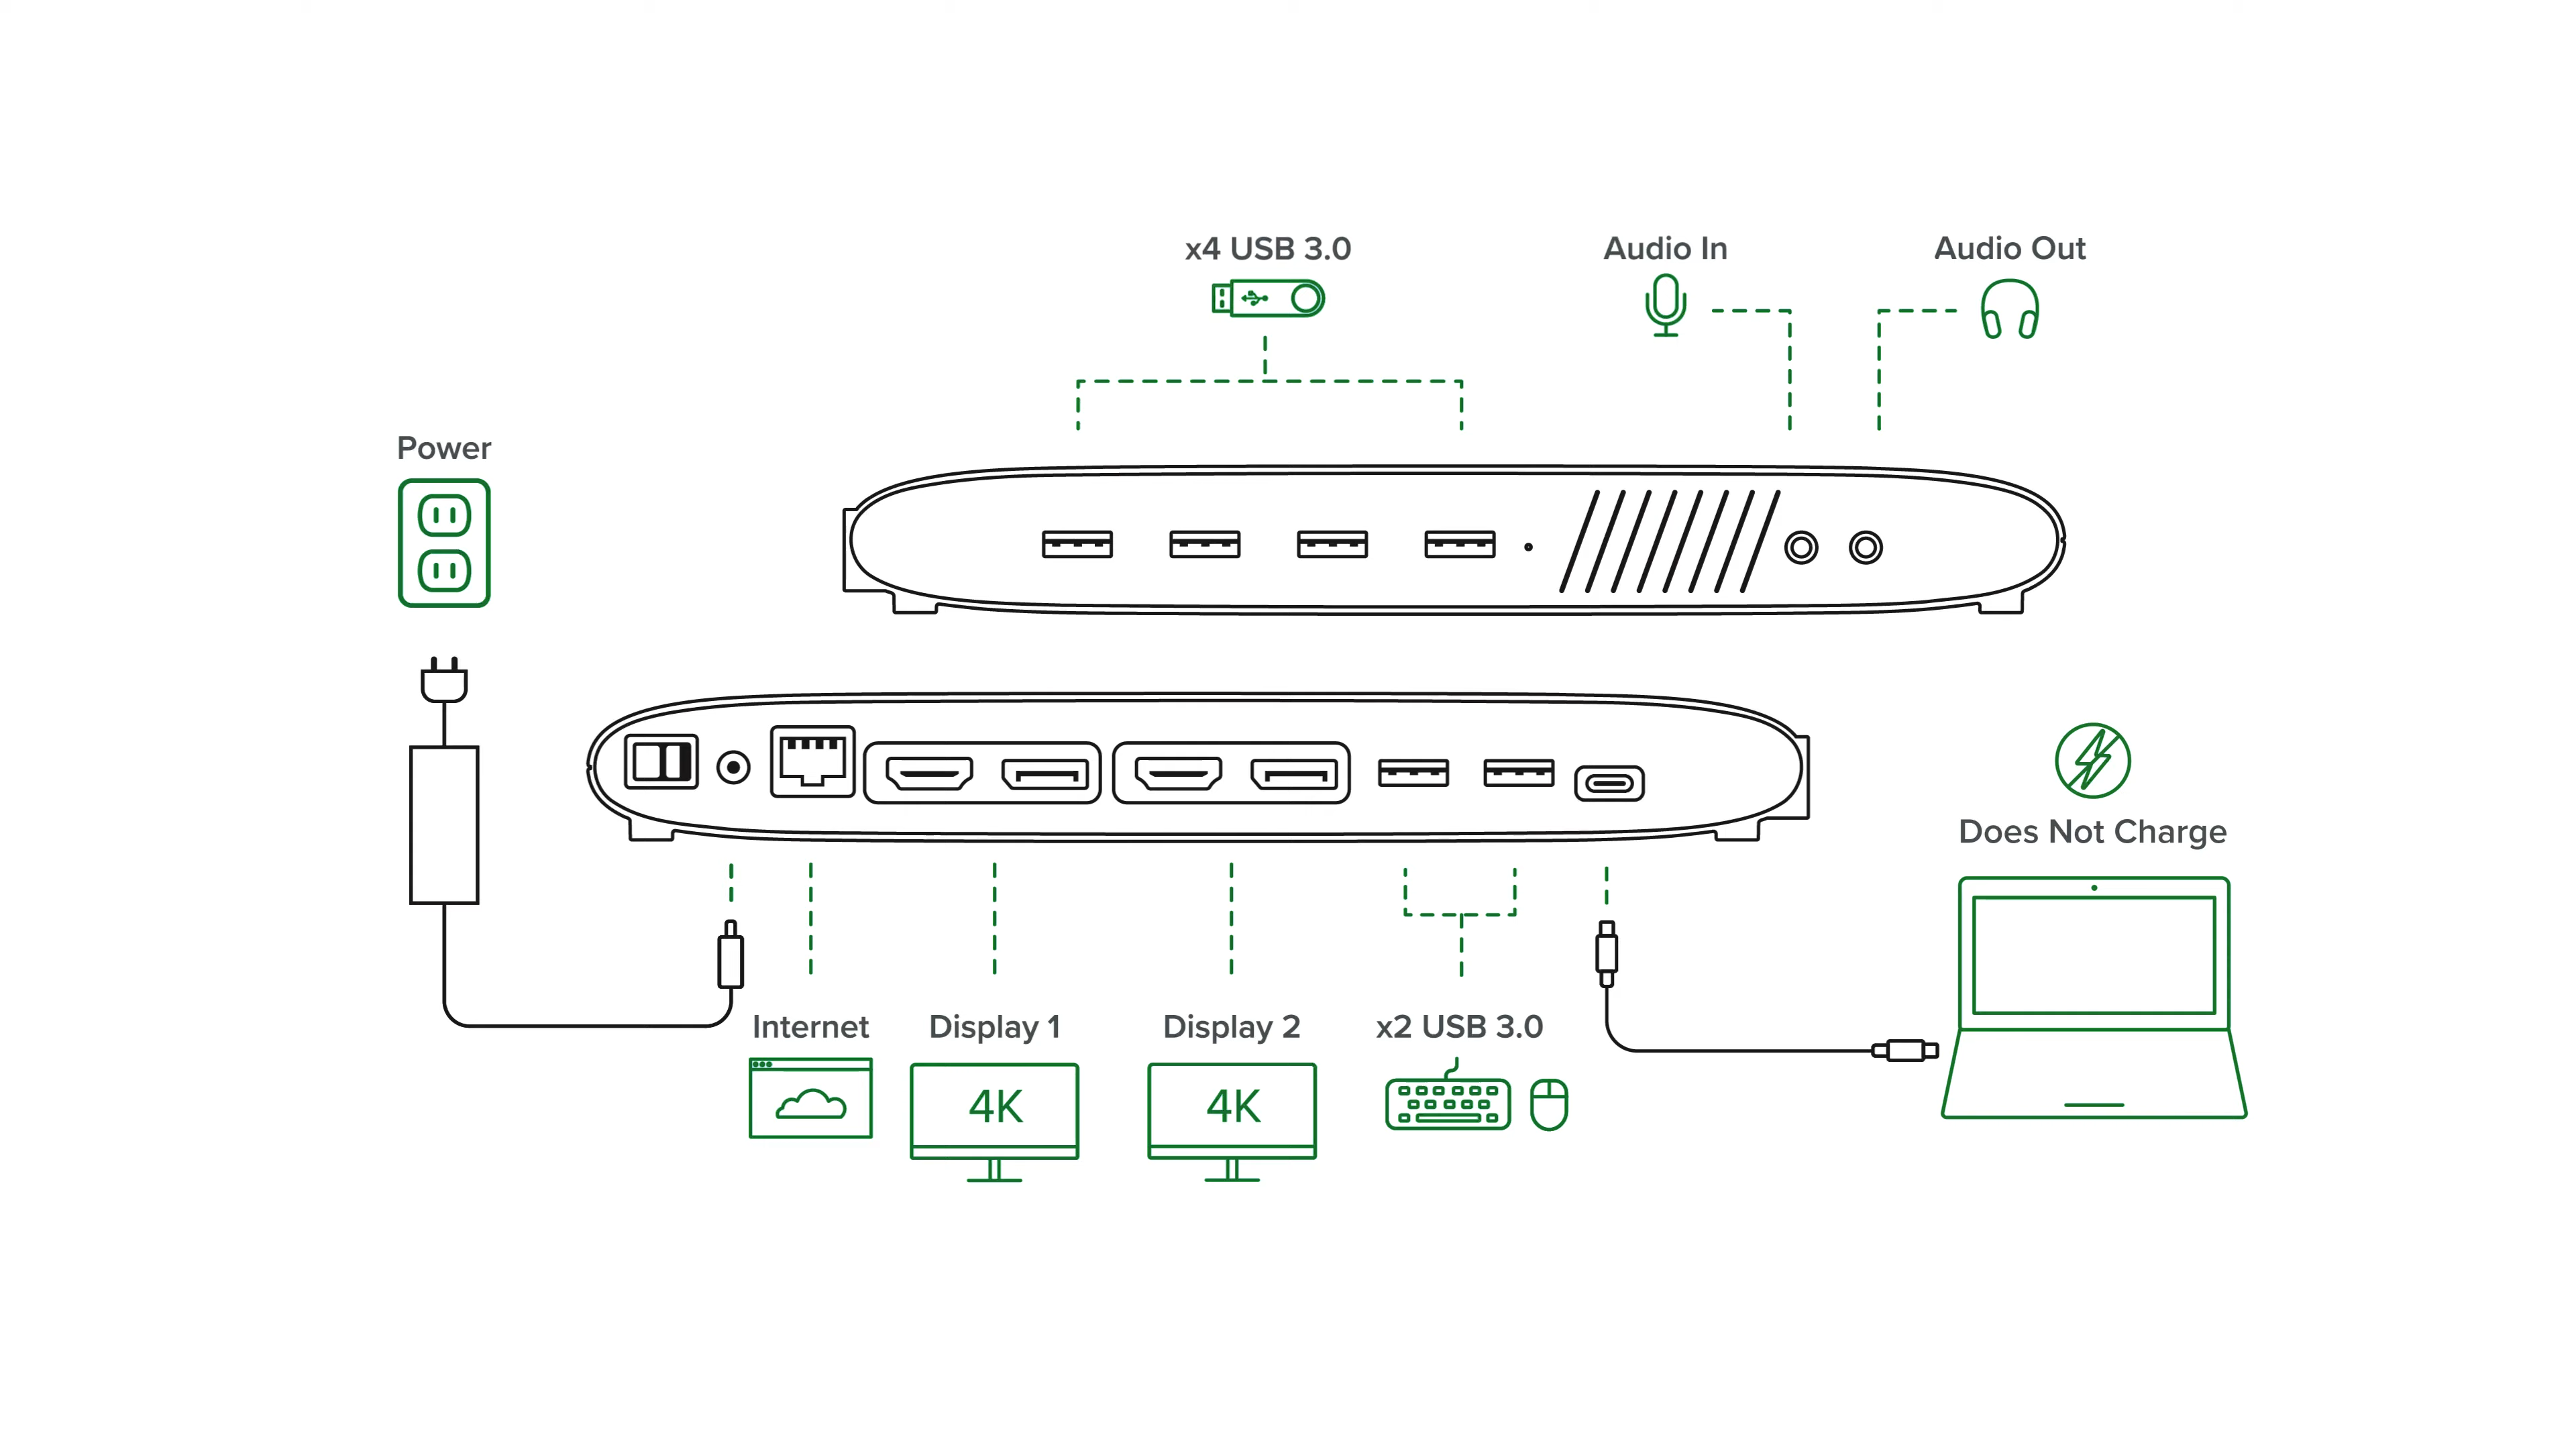 x4 USB 3.0
Audio In
Audio Out
Power
Does Not Charge
Internet
Display 1
Display 2
x2 USB 3.0
4K
4K